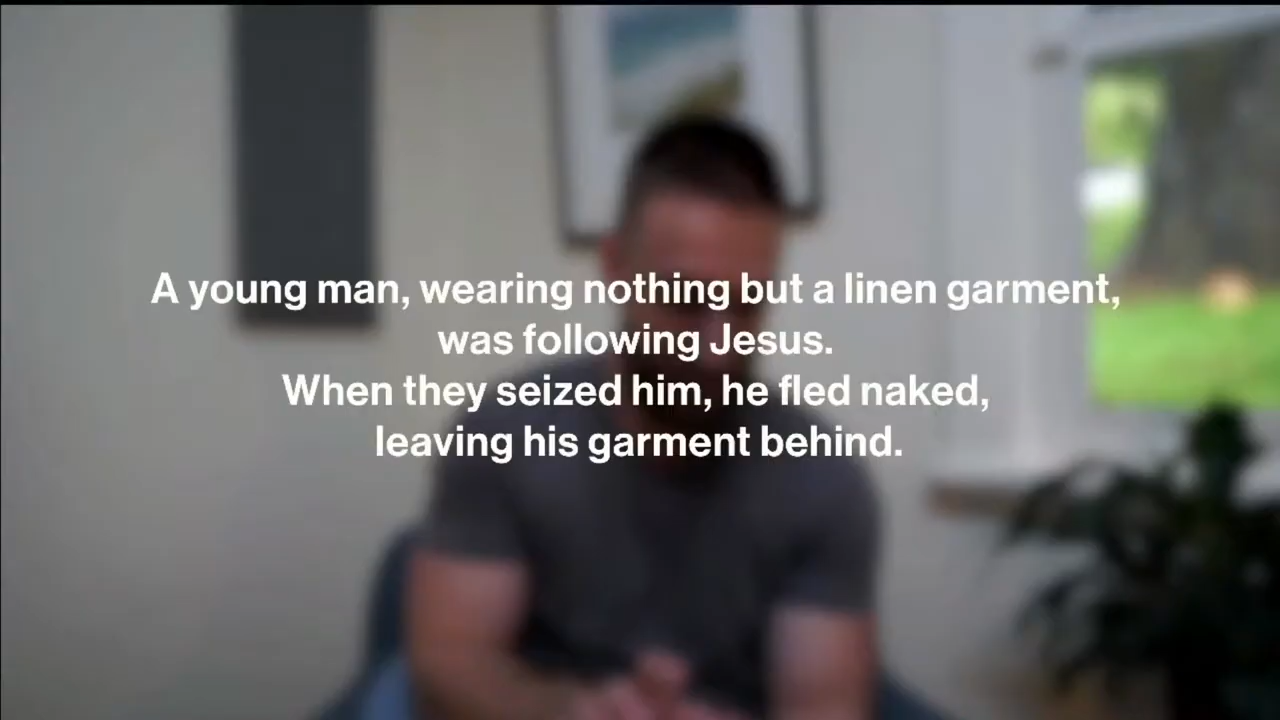 A young man, wearing nothing but a linen garment,
was following Jesus.
When they seized him, he fled naked,
leaving his garment behind.